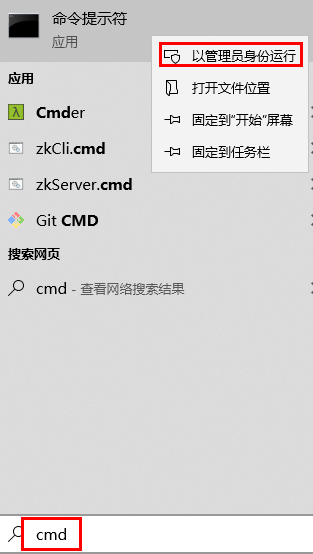 命令提示符
应用
以管理员身份运行
打开文件位置
固定到"开始"屏幕
固定到任务栏
应用
Cmder
zkCli.cmd
zkServer.cmd
Git CMD
搜索网页
cmd - 查看网络搜索结果
cmd